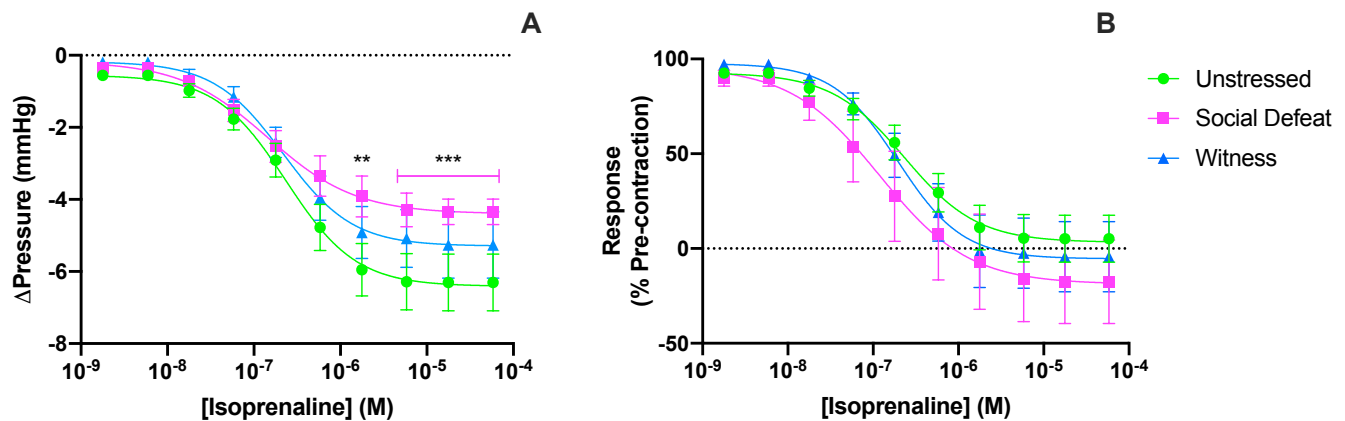 A
B
0
-2
-4
-6
-8
ΔPressure (mmHg)
**
***
10-9
10-8
10-7
10-6
10-5
10-4
[Isoprenaline] (M)
100
50
0
-50
Response
(% Pre-contraction)
10-9
10-8
10-7
10-6
10-5
10-4
[Isoprenaline] (M)
Unstressed
Social Defeat
Witness